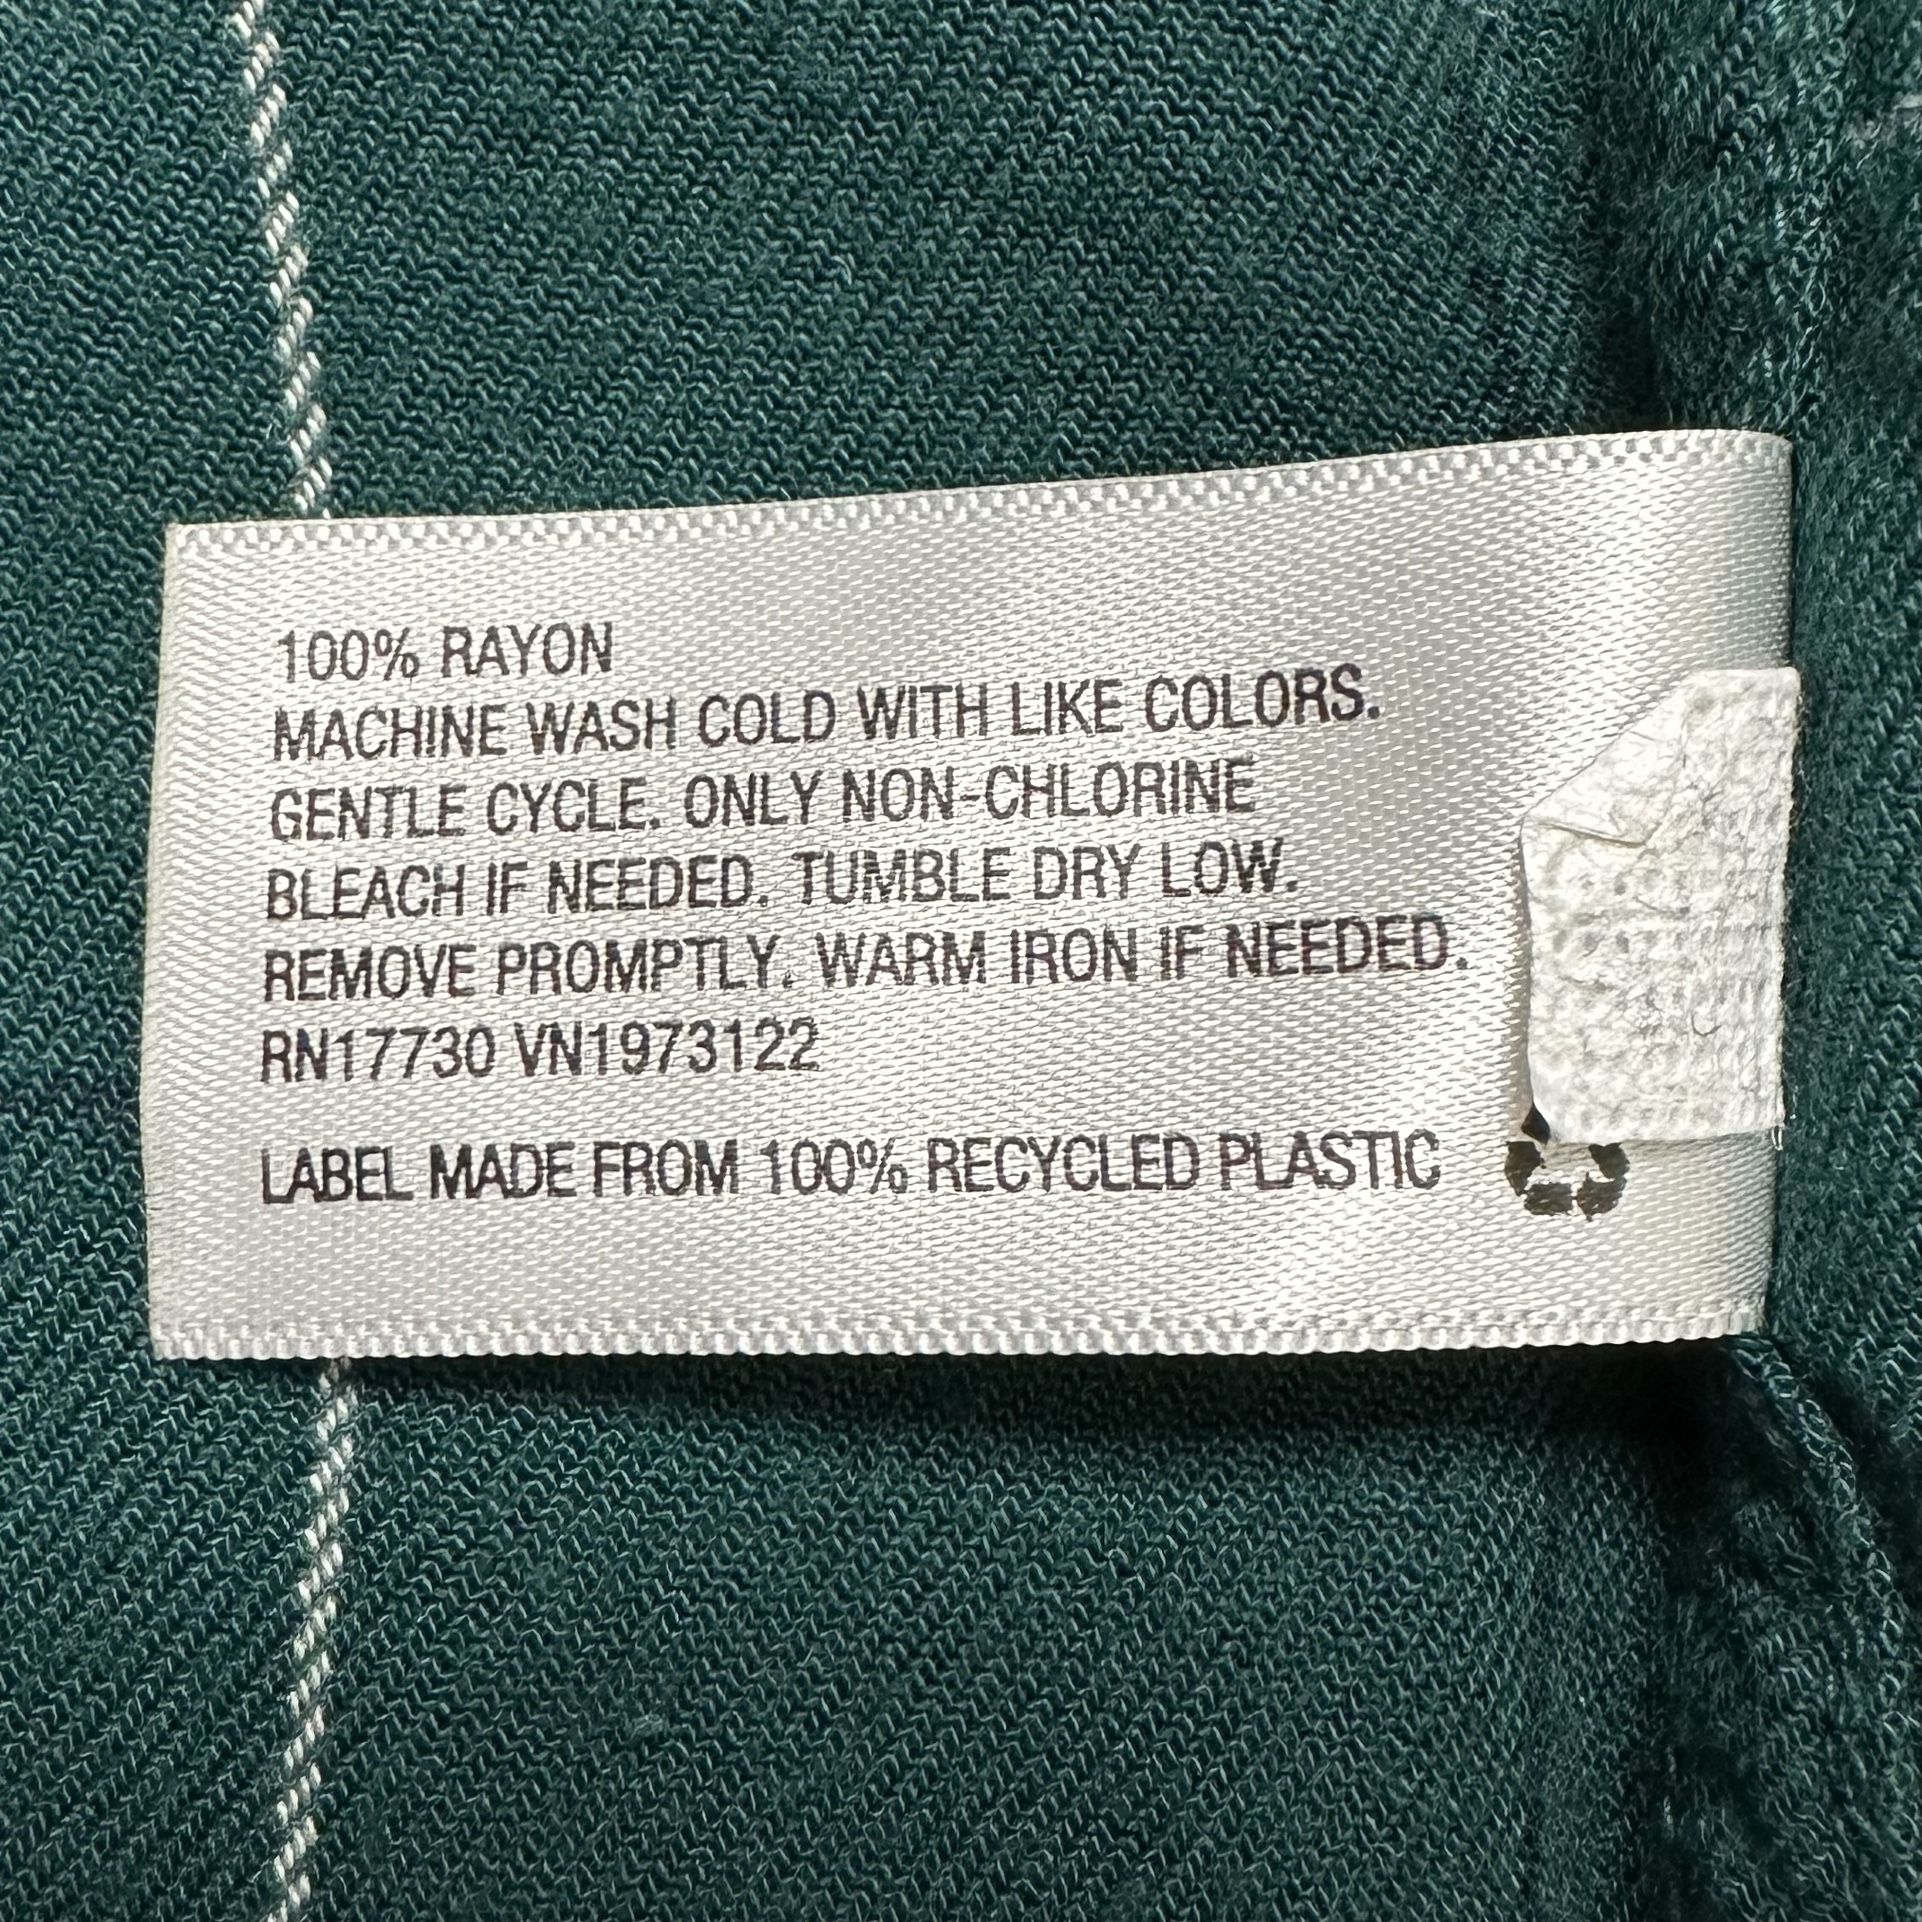 100% RAYON
MACHINE WASH COLD WITH LIKE COLORS.
GENTLE CYCLE. ONLY NON-CHLORINE
BLEACH IF NEEDED. TUMBLE DRY LOW.
REMOVE PROMPTLY. WARM IRON IF NEEDED.
RN17730 VN1973122
LABEL MADE FROM 100% RECYCLED PLASTIC